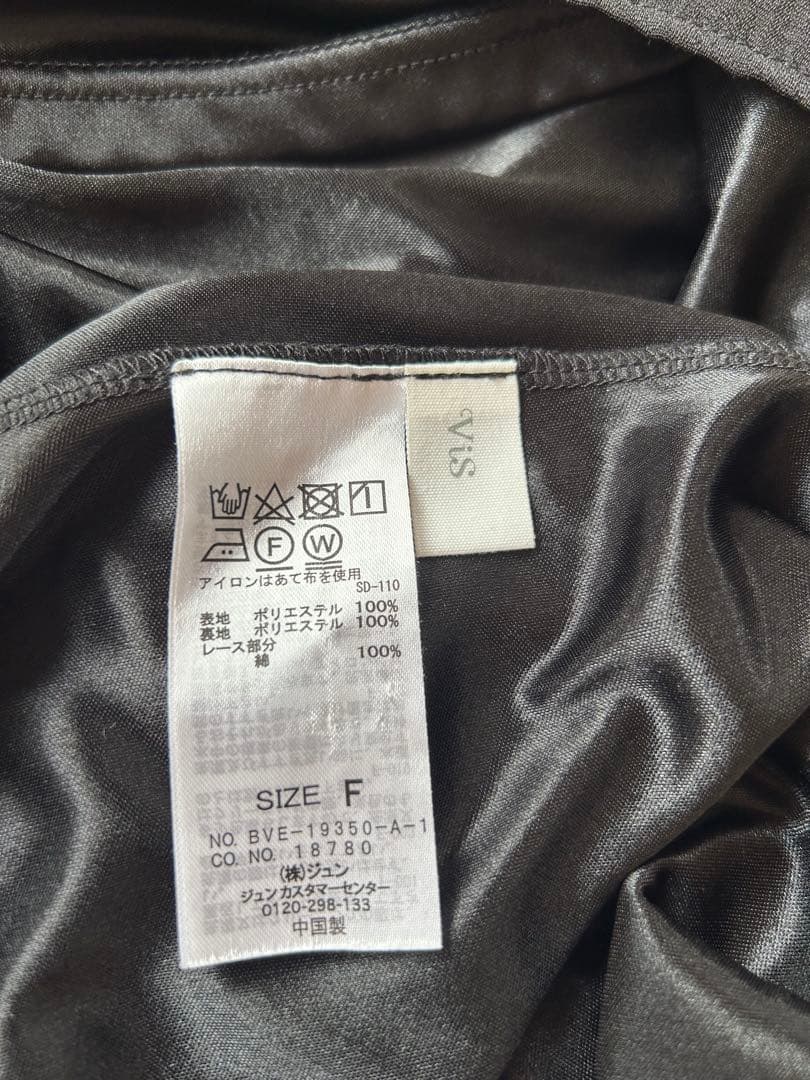 ViS
F W
アイロンはあて布を使用
SD-110
表地 ポリエステル 100%
裏地 ポリエステル 100%
レース部分
綿 100%
SIZE F
NO. BVE-19350-A-1
CO. NO. 18780
(株)ジュン
ジュンカスタマーセンター
0120-298-133
中国製